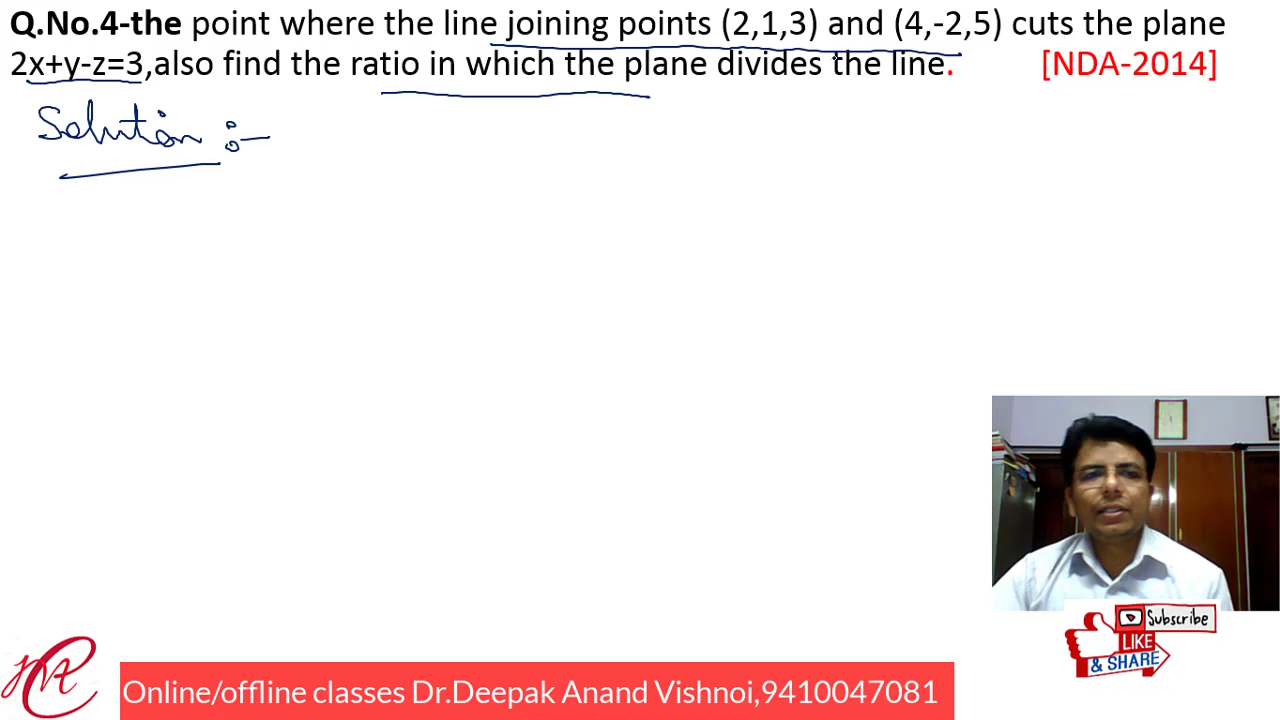 Q.No.4-the point where the line joining points (2,1,3) and (4,-2,5) cuts the plane
2x+y-z=3,also find the ratio in which the plane divides the line. [NDA-2014]
Solution :-
Subscribe
LIKE
& SHARE
Online/offline classes Dr.Deepak Anand Vishnoi,9410047081